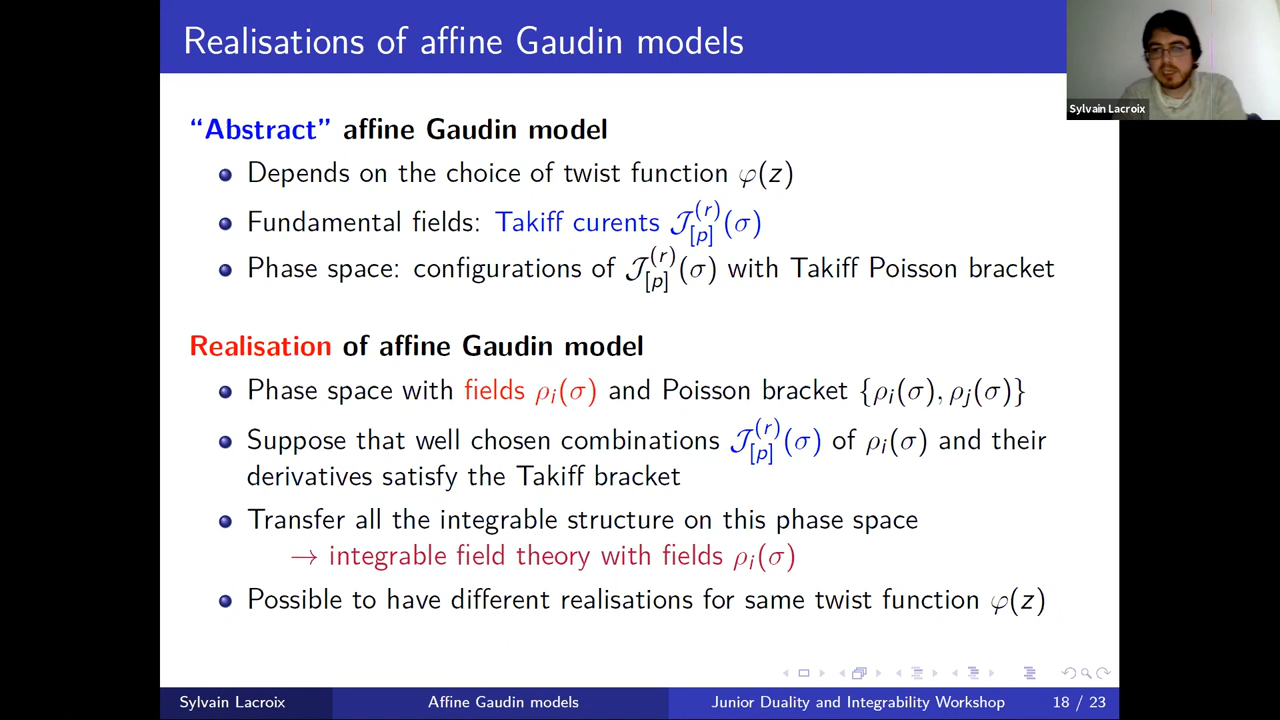 Realisations of affine Gaudin models
Sylvain Lacroix
“Abstract” affine Gaudin model
Depends on the choice of twist function φ(z)
Fundamental fields: Takiff curents 𝒥^{(r)}_{[p]}(σ)
Phase space: configurations of 𝒥^{(r)}_{[p]}(σ) with Takiff Poisson bracket
Realisation of affine Gaudin model
Phase space with fields ρ_i(σ) and Poisson bracket {ρ_i(σ), ρ_j(σ)}
Suppose that well chosen combinations 𝒥^{(r)}_{[p]}(σ) of ρ_i(σ) and their
derivatives satisfy the Takiff bracket
Transfer all the integrable structure on this phase space
→ integrable field theory with fields ρ_i(σ)
Possible to have different realisations for same twist function φ(z)
Sylvain Lacroix
Affine Gaudin models
Junior Duality and Integrability Workshop
18 / 23